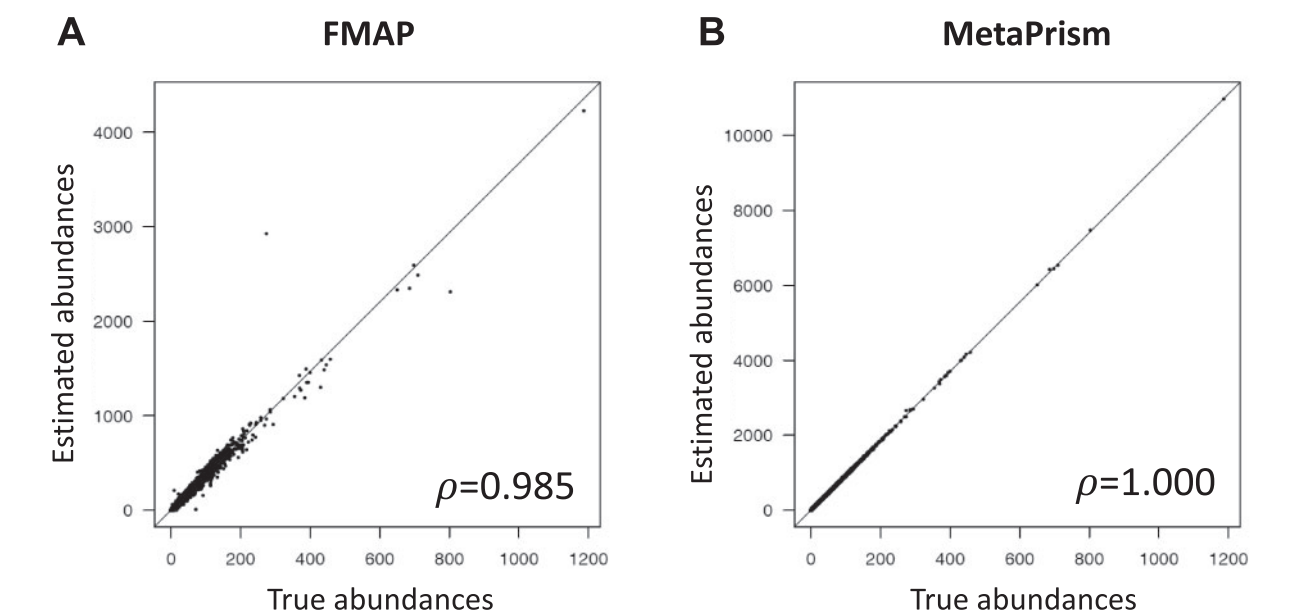 A
FMAP
Estimated abundances
4000
3000
2000
1000
0
ρ=0.985
0 200 400 600 800 1000 1200
True abundances
B
MetaPrism
Estimated abundances
10000
8000
6000
4000
2000
0
ρ=1.000
0 200 400 600 800 1000 1200
True abundances